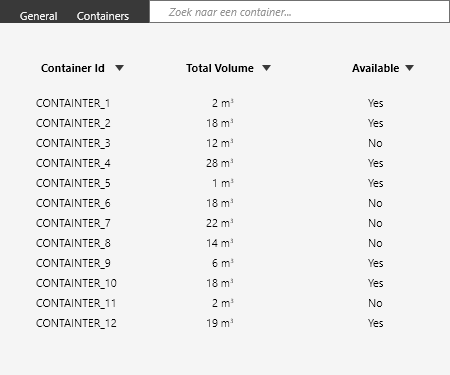 General Containers Zoek naar een container...
Container Id Total Volume Available
CONTAINTER_1 2 m³ Yes
CONTAINTER_2 18 m³ Yes
CONTAINTER_3 12 m³ No
CONTAINTER_4 28 m³ Yes
CONTAINTER_5 1 m³ Yes
CONTAINTER_6 18 m³ No
CONTAINTER_7 22 m³ No
CONTAINTER_8 14 m³ No
CONTAINTER_9 6 m³ Yes
CONTAINTER_10 18 m³ Yes
CONTAINTER_11 2 m³ No
CONTAINTER_12 19 m³ Yes